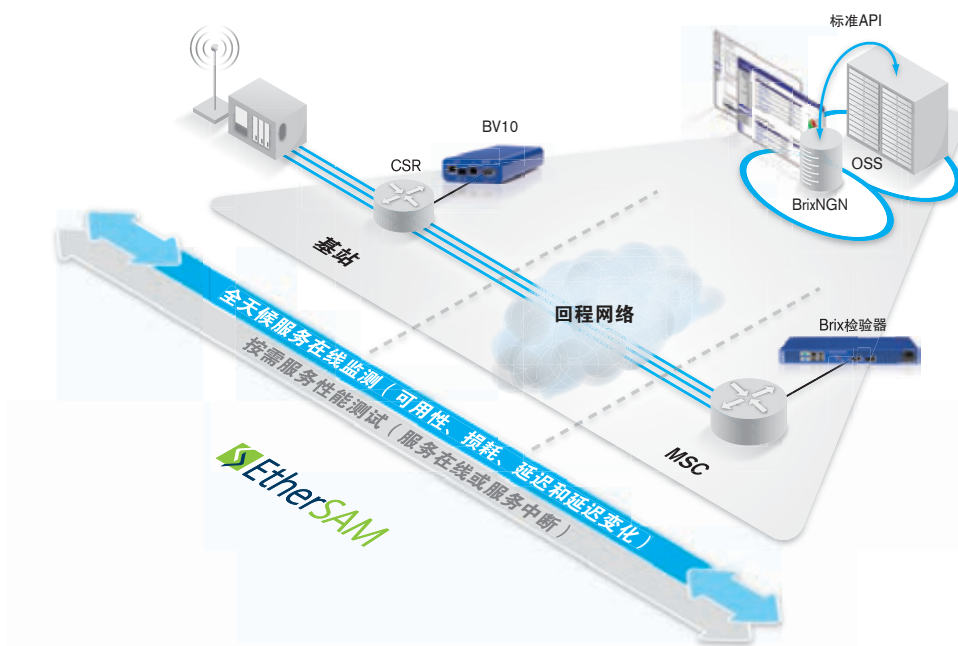 标准API
BV10
CSR
OSS
BrixNGN
基站
回程网络
Brix检验器
MSC
全天候服务在线监测（可用性、损耗、延迟和延迟变化）
按需服务性能测试（服务在线或服务中断）
EtherSAM